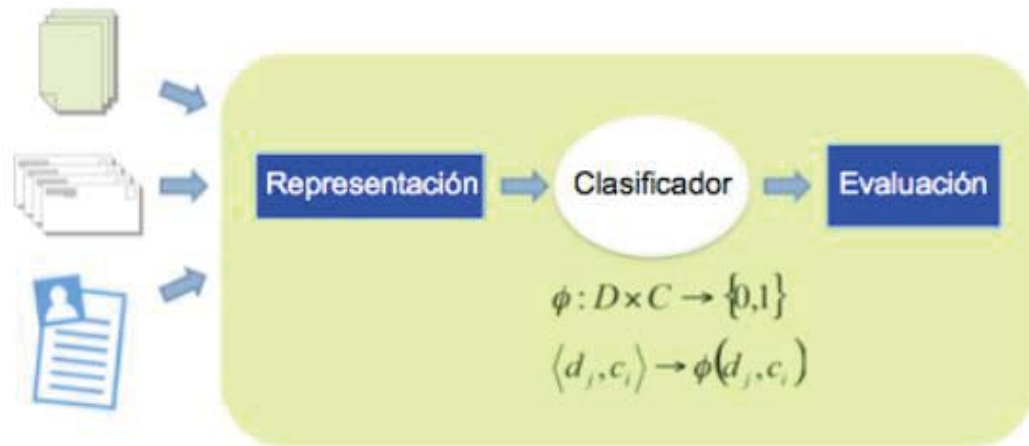 Representación
Clasificador
Evaluación
ϕ : D × C → {0,1}
⟨d_j, c_i⟩ → ϕ(d_j, c_i)